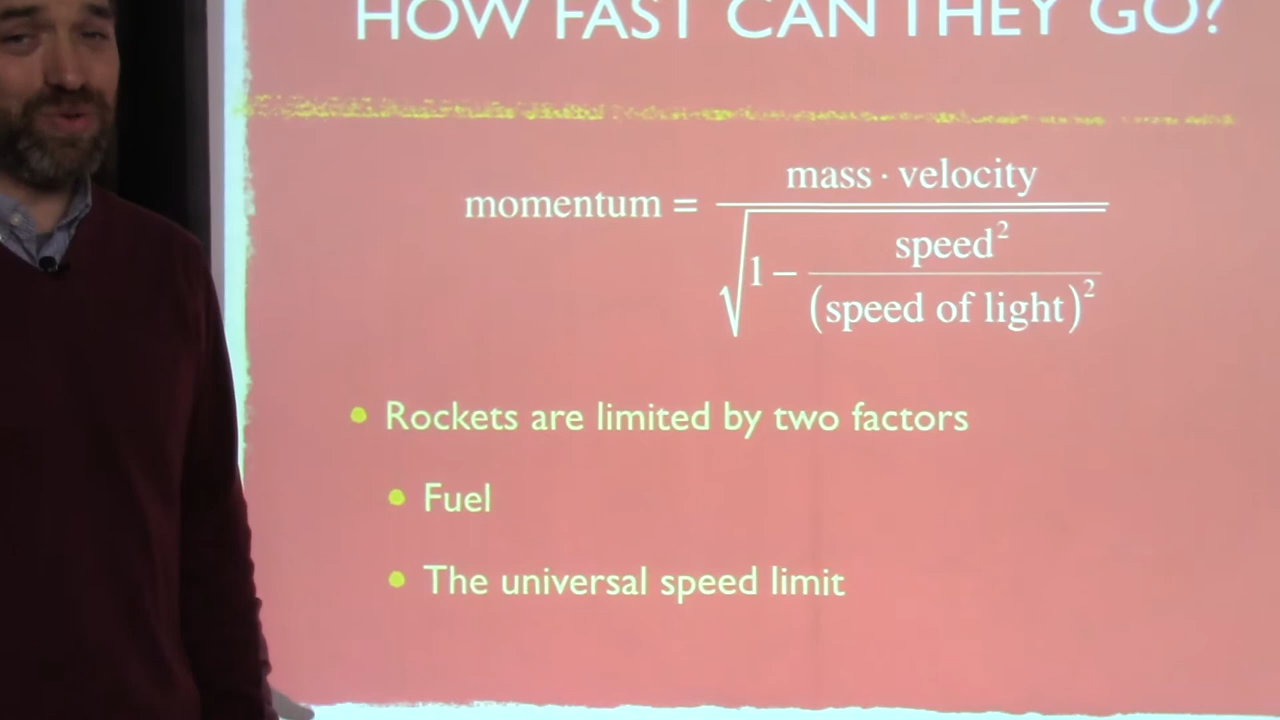 HOW FAST CAN THEY GO?
momentum = mass · velocity / √(1 − speed² / (speed of light)²)
Rockets are limited by two factors
Fuel
The universal speed limit